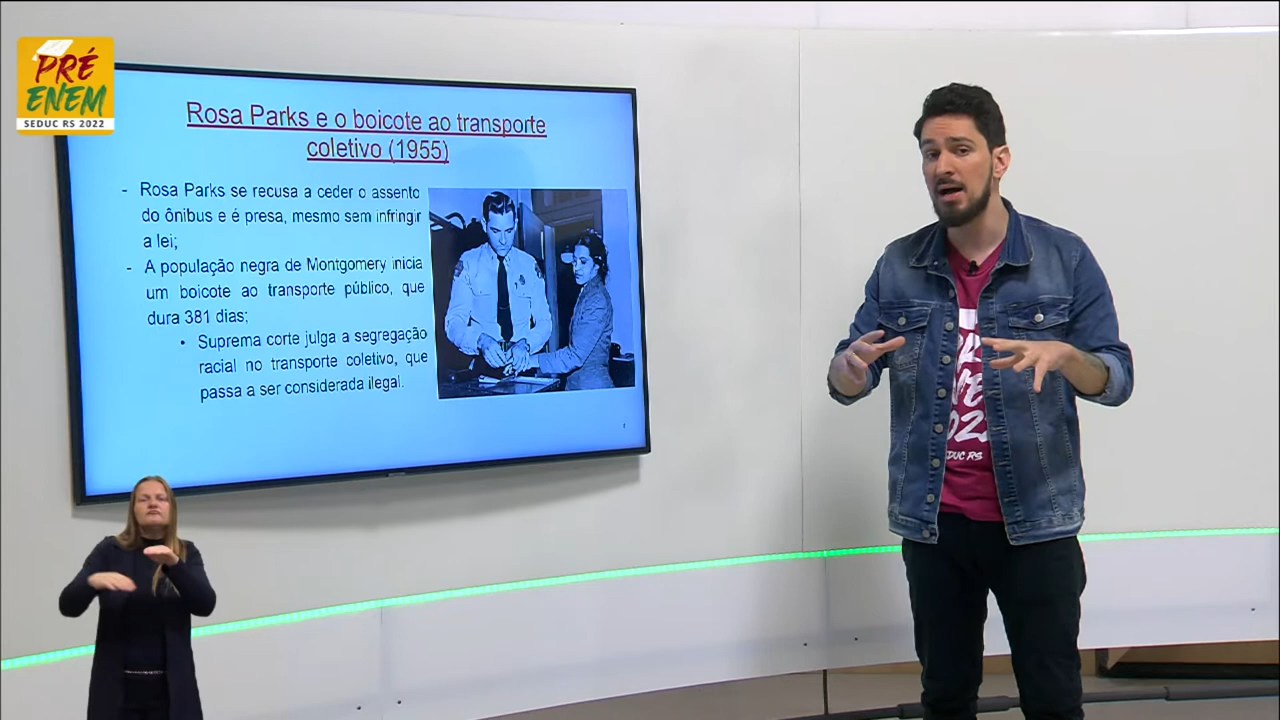 PRÉ
ENEM
SEDUC RS 2022
Rosa Parks e o boicote ao transporte
coletivo (1955)
- Rosa Parks se recusa a ceder o assento
do ônibus e é presa, mesmo sem infringir
a lei;
- A população negra de Montgomery inicia
um boicote ao transporte público, que
dura 381 dias;
• Suprema corte julga a segregação
racial no transporte coletivo, que
passa a ser considerada ilegal.
DUC RS